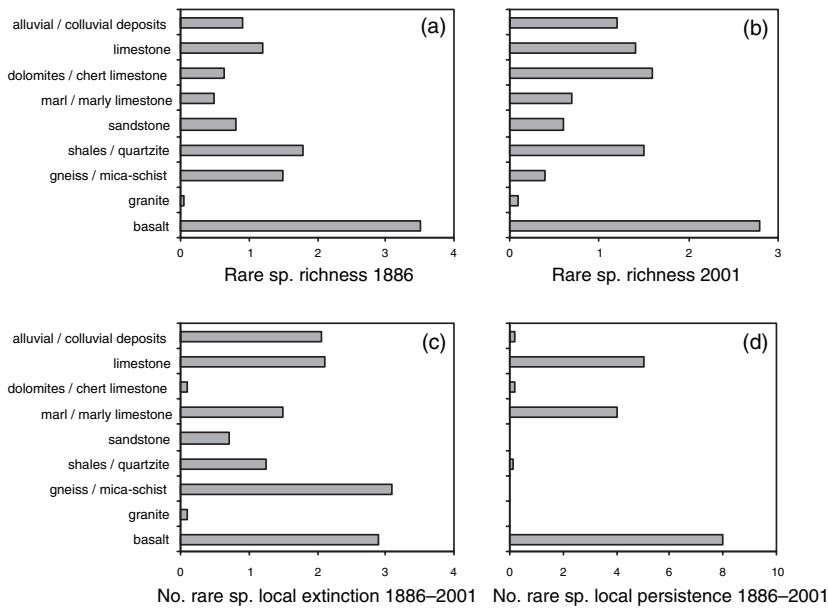 alluvial / colluvial deposits
limestone
dolomites / chert limestone
marl / marly limestone
sandstone
shales / quartzite
gneiss / mica-schist
granite
basalt
(a)
0 1 2 3 4
Rare sp. richness 1886
(b)
0 1 2 3
Rare sp. richness 2001
alluvial / colluvial deposits
limestone
dolomites / chert limestone
marl / marly limestone
sandstone
shales / quartzite
gneiss / mica-schist
granite
basalt
(c)
0 1 2 3 4
No. rare sp. local extinction 1886–2001
(d)
0 2 4 6 8 10
No. rare sp. local persistence 1886–2001